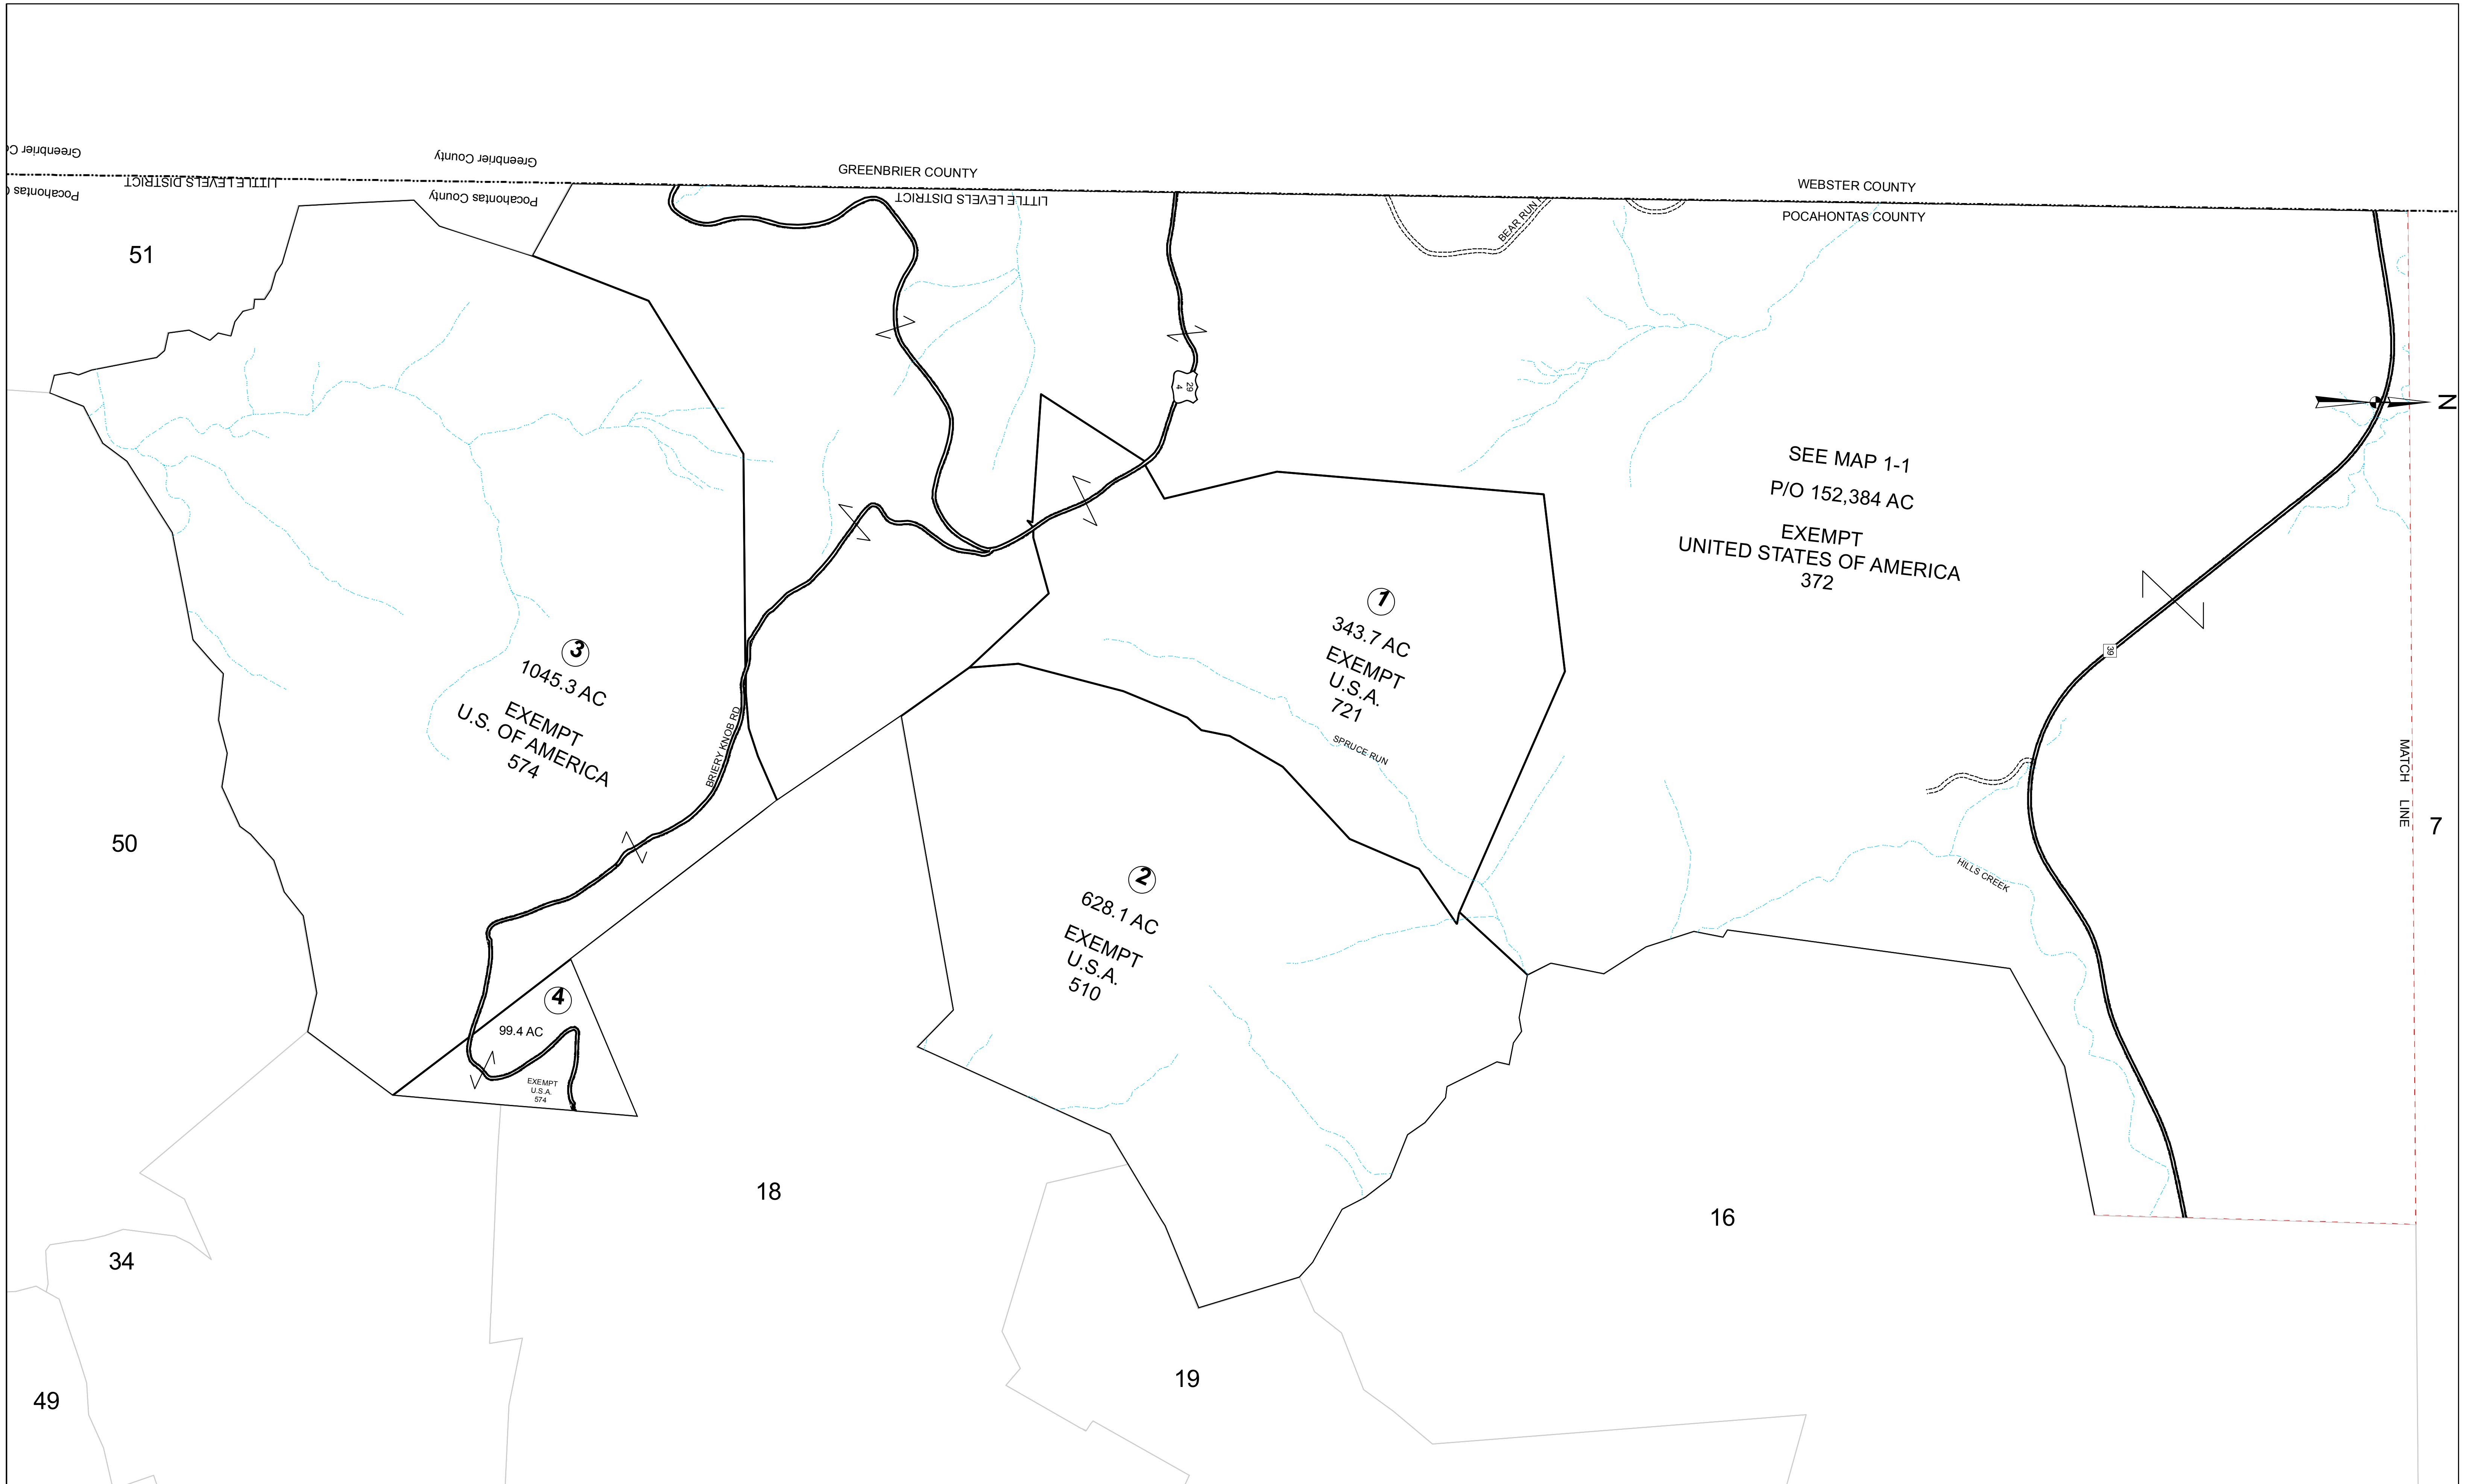 Greenbrier Co
Greenbrier County
GREENBRIER COUNTY
WEBSTER COUNTY
Pocahontas C
LITTLE LEVELS DISTRICT
Pocahontas County
LITTLE LEVELS DISTRICT
POCAHONTAS COUNTY
BEAR RUN
51
29
4
N
SEE MAP 1-1
P/O 152,384 AC
EXEMPT
UNITED STATES OF AMERICA
372
1
343.7 AC
EXEMPT
U.S.A.
721
SPRUCE RUN
3
1045.3 AC
EXEMPT
U.S. OF AMERICA
574
BRIERY KNOB RD
39
MATCH LINE
7
50
2
628.1 AC
EXEMPT
U.S.A.
510
HILLS CREEK
4
99.4 AC
EXEMPT
U.S.A.
574
18
16
34
19
49